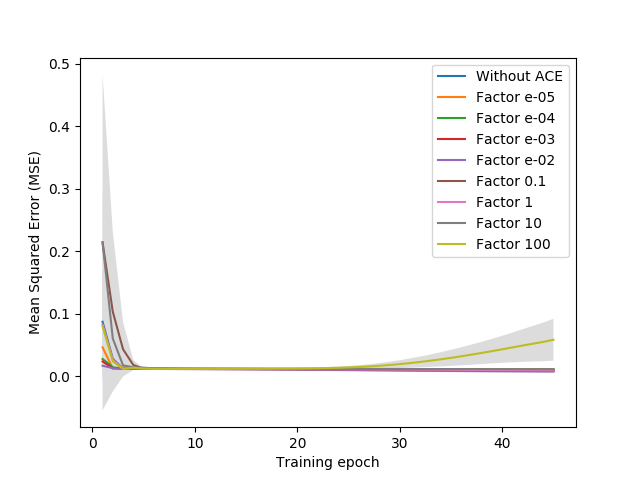 0.5
0.4
0.3
0.2
0.1
0.0
Mean Squared Error (MSE)
0
10
20
30
40
Training epoch
Without ACE
Factor e-05
Factor e-04
Factor e-03
Factor e-02
Factor 0.1
Factor 1
Factor 10
Factor 100